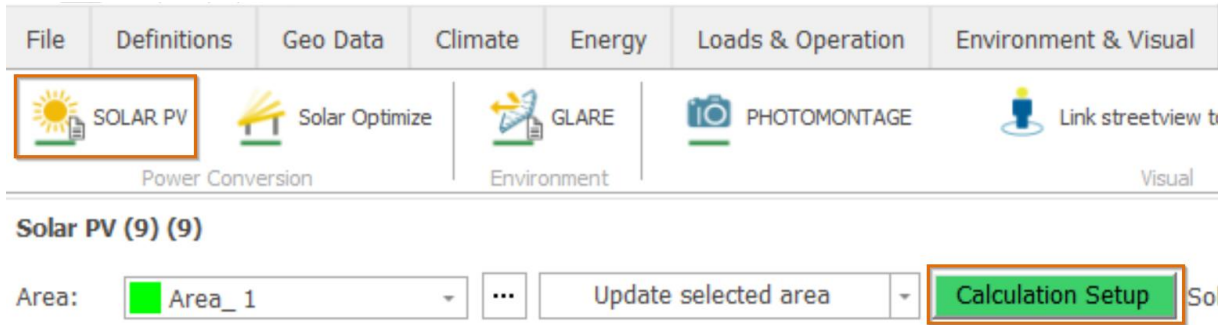 File Definitions Geo Data Climate Energy Loads & Operation Environment & Visual
SOLAR PV Solar Optimize GLARE PHOTOMONTAGE Link streetview
Power Conversion Environment Visual
Solar PV (9) (9)
Area: Area_ 1 ... Update selected area Calculation Setup